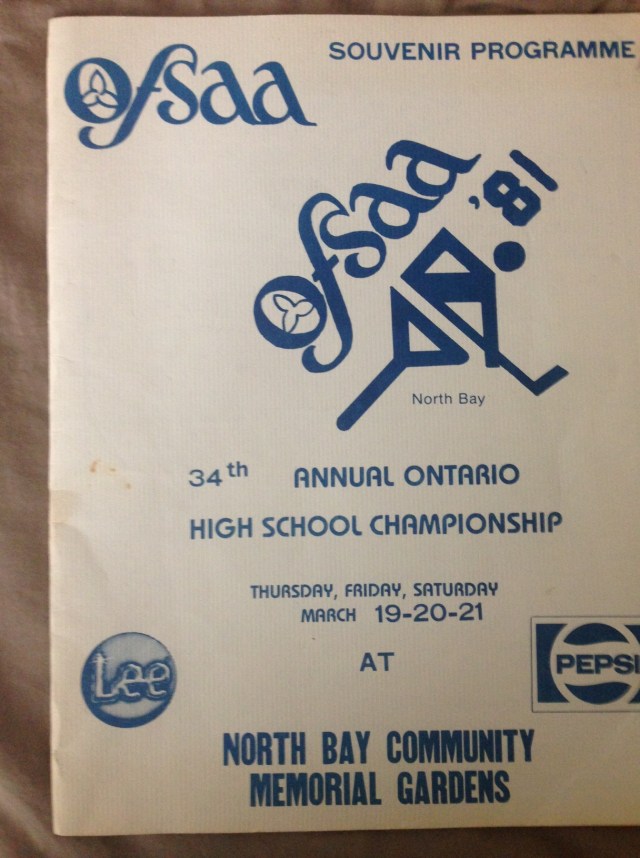 ofsaa
SOUVENIR PROGRAMME
ofsaa '81
North Bay
34th ANNUAL ONTARIO
HIGH SCHOOL CHAMPIONSHIP
THURSDAY, FRIDAY, SATURDAY
MARCH 19-20-21
AT
Lee
PEPSI
NORTH BAY COMMUNITY
MEMORIAL GARDENS